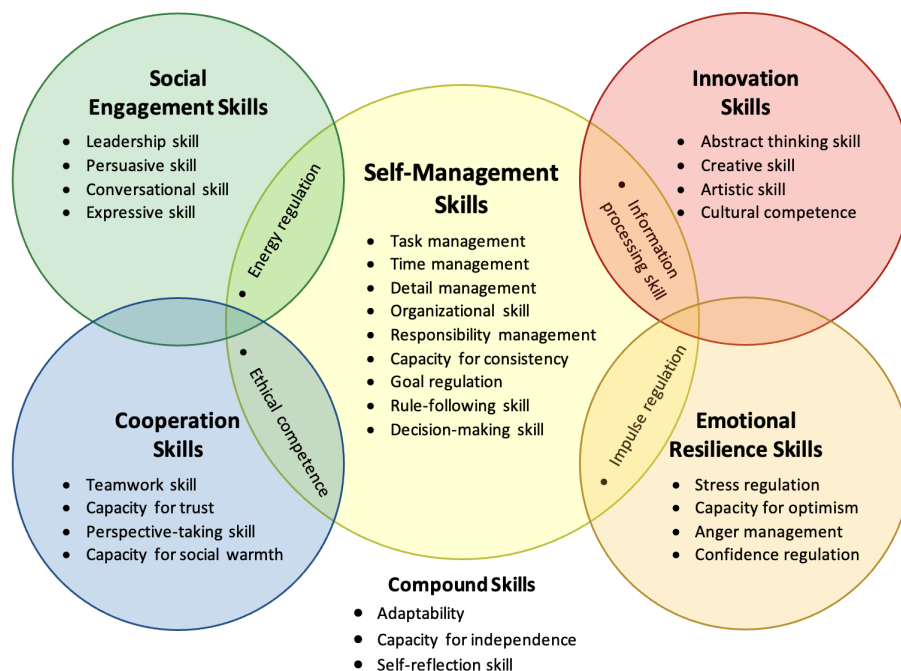 Social
Engagement Skills
• Leadership skill
• Persuasive skill
• Conversational skill
• Expressive skill
• Energy regulation
Self-Management
Skills
• Task management
• Time management
• Detail management
• Organizational skill
• Responsibility management
• Capacity for consistency
• Goal regulation
• Rule-following skill
• Decision-making skill
Innovation
Skills
• Abstract thinking skill
• Creative skill
• Artistic skill
• Cultural competence
• Information
processing skill
Cooperation
Skills
• Teamwork skill
• Capacity for trust
• Perspective-taking skill
• Capacity for social warmth
• Ethical competence
• Impulse regulation
Emotional
Resilience Skills
• Stress regulation
• Capacity for optimism
• Anger management
• Confidence regulation
Compound Skills
• Adaptability
• Capacity for independence
• Self-reflection skill